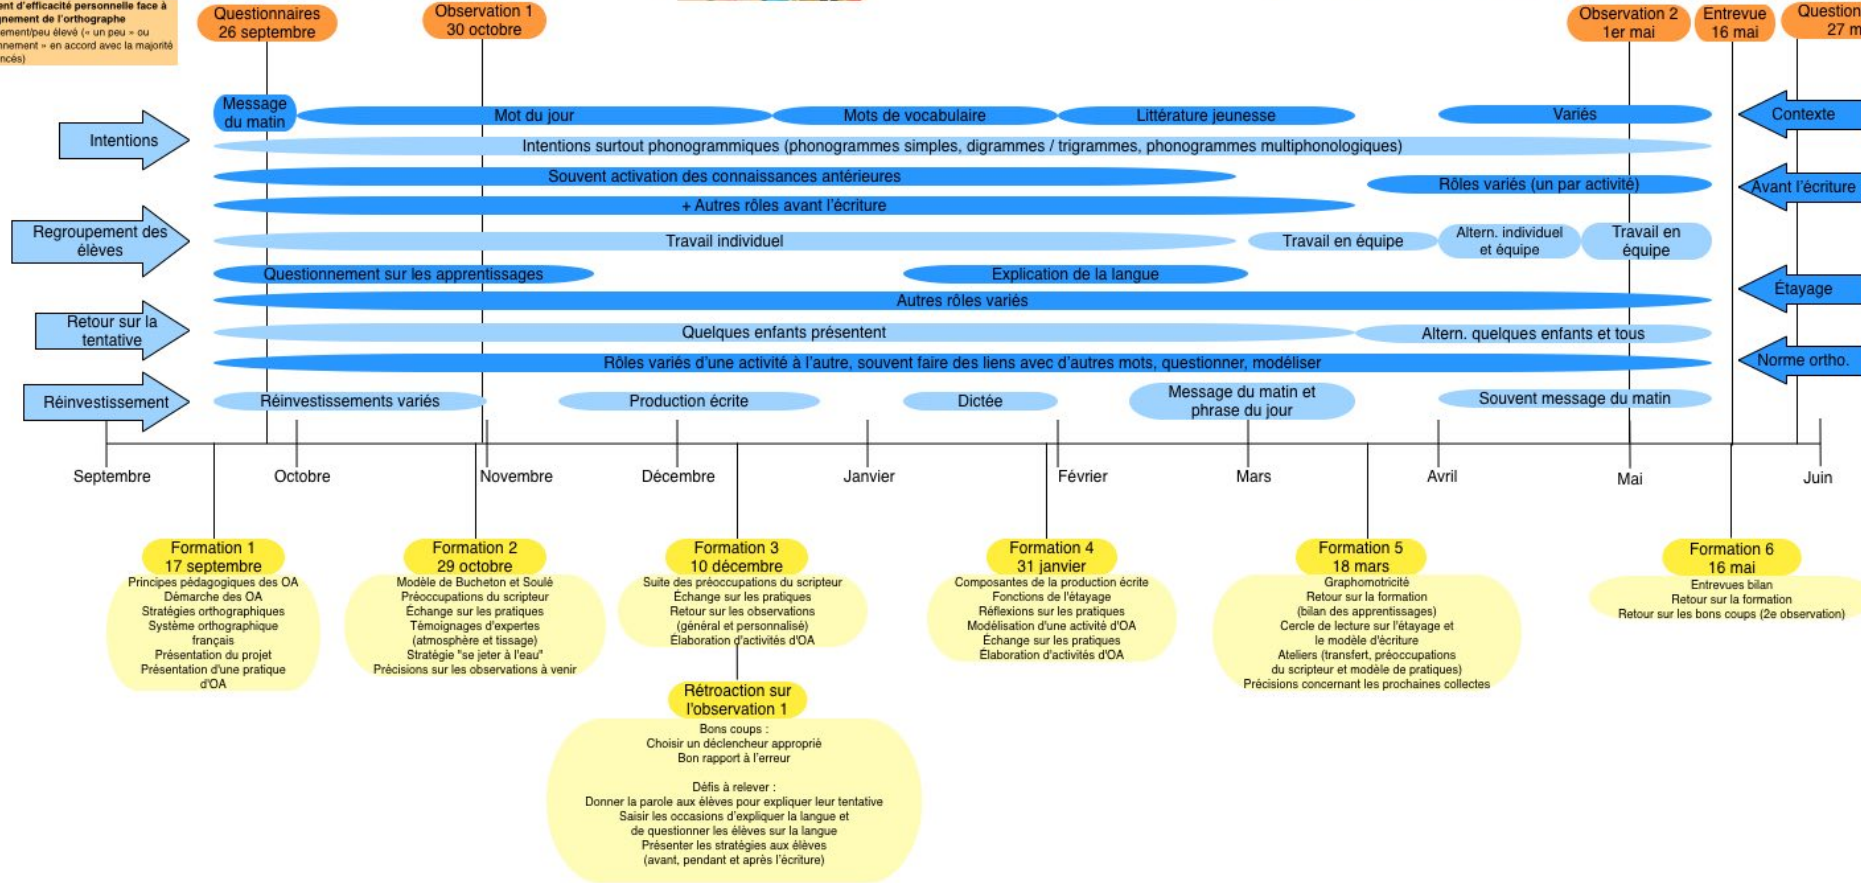 d'efficacité personnelle face à
de l'orthographe
élevé (« un peu » ou
» en accord avec la majorité
Questionnaires
26 septembre
Observation 1
30 octobre
Observation 2
1er mai
Entrevue
16 mai
27
Message
du matin
Mot du jour
Mots de vocabulaire
Littérature jeunesse
Variés
Contexte
Intentions
Intentions surtout phonogrammiques (phonogrammes simples, digrammes / trigrammes, phonogrammes multiphonologiques)
Souvent activation des connaissances antérieures
Rôles variés (un par activité)
Avant l'écriture
+ Autres rôles avant l'écriture
Regroupement des
élèves
Travail individuel
Travail en équipe
Altern. individuel
et équipe
Travail en
équipe
Questionnement sur les apprentissages
Explication de la langue
Étayage
Autres rôles variés
Retour sur la
tentative
Quelques enfants présentent
Altern. quelques enfants et tous
Rôles variés d'une activité à l'autre, souvent faire des liens avec d'autres mots, questionner, modéliser
Norme ortho.
Réinvestissement
Réinvestissements variés
Production écrite
Dictée
Message du matin et
phrase du jour
Souvent message du matin
Septembre
Octobre
Novembre
Décembre
Janvier
Février
Mars
Avril
Mai
Juin
Formation 1
17 septembre
Principes pédagogiques des OA
Démarche des OA
Stratégies orthographiques
Système orthographique
français
Présentation du projet
Présentation d'une pratique
d'OA
Formation 2
29 octobre
Modèle de Bucheton et Soulé
Préoccupations du scripteur
Échange sur les pratiques
Témoignages d'expertes
(atmosphère et tissage)
Stratégie "se jeter à l'eau"
Précisions sur les observations à venir
Formation 3
10 décembre
Suite des préoccupations du scripteur
Échange sur les pratiques
Retour sur les observations
(général et personnalisé)
Élaboration d'activités d'OA
Rétroaction sur
l'observation 1
Bons coups :
Choisir un déclencheur approprié
Bon rapport à l'erreur
Défis à relever :
Donner la parole aux élèves pour expliquer leur tentative
Saisir les occasions d'expliquer la langue et
de questionner les élèves sur la langue
Présenter les stratégies aux élèves
(avant, pendant et après l'écriture)
Formation 4
31 janvier
Composantes de la production écrite
Fonctions de l'étayage
Réflexions sur les pratiques
Modélisation d'une activité d'OA
Échange sur les pratiques
Élaboration d'activités d'OA
Formation 5
18 mars
Graphomotricité
Retour sur la formation
(bilan des apprentissages)
Cercle de lecture sur l'étayage et
le modèle d'écriture
Ateliers (transfert, préoccupations
du scripteur et modèle de pratiques)
Précisions concernant les prochaines collectes
Formation 6
16 mai
Entrevues bilan
Retour sur la formation
Retour sur les bons coups (2e observation)